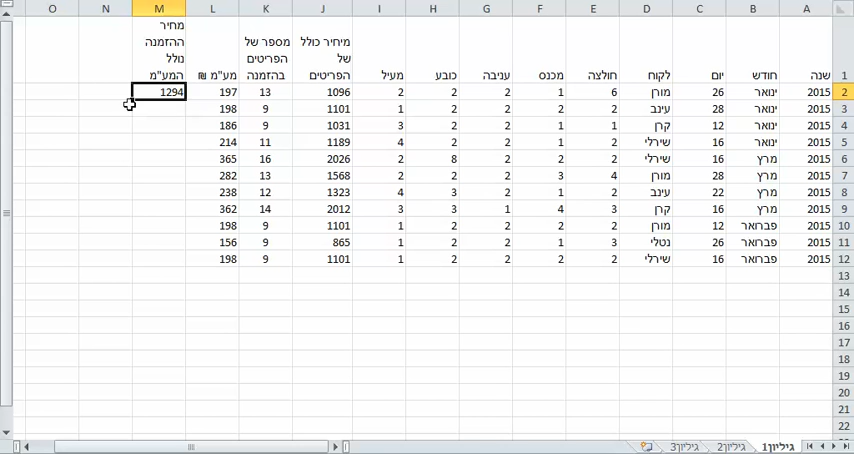 O N M L K J I H G F E D C B A
מחיר
ההזמנה
נולל
המע"מ
מע"מ ₪
מספר של
הפריטים
בהזמנה
מיחיר כולל
של
הפריטים
מעיל
כובע
עניבה
מכנס
חולצה
לקוח
יום
חודש
שנה
1
2015 ינואר 26 מורן 6 1 2 2 2 1096 13 197 1294 2
2015 ינואר 28 עינב 2 2 2 2 1 1101 9 198 3
2015 ינואר 12 קרן 1 1 2 2 3 1031 9 186 4
2015 ינואר 16 שירלי 2 1 2 2 4 1189 11 214 5
2015 מרץ 16 שירלי 2 2 2 8 2 2026 16 365 6
2015 מרץ 28 מורן 4 3 2 2 2 1568 13 282 7
2015 מרץ 22 עינב 2 1 2 3 4 1323 12 238 8
2015 מרץ 16 קרן 3 4 1 3 3 2012 14 362 9
2015 פברואר 12 מורן 2 2 2 2 1 1101 9 198 10
2015 פברואר 26 נטלי 3 1 2 2 1 865 9 156 11
2015 פברואר 16 שירלי 2 2 2 2 1 1101 9 198 12
13
14
15
16
17
18
19
20
21
22
גיליון1 גיליון2 גיליון3